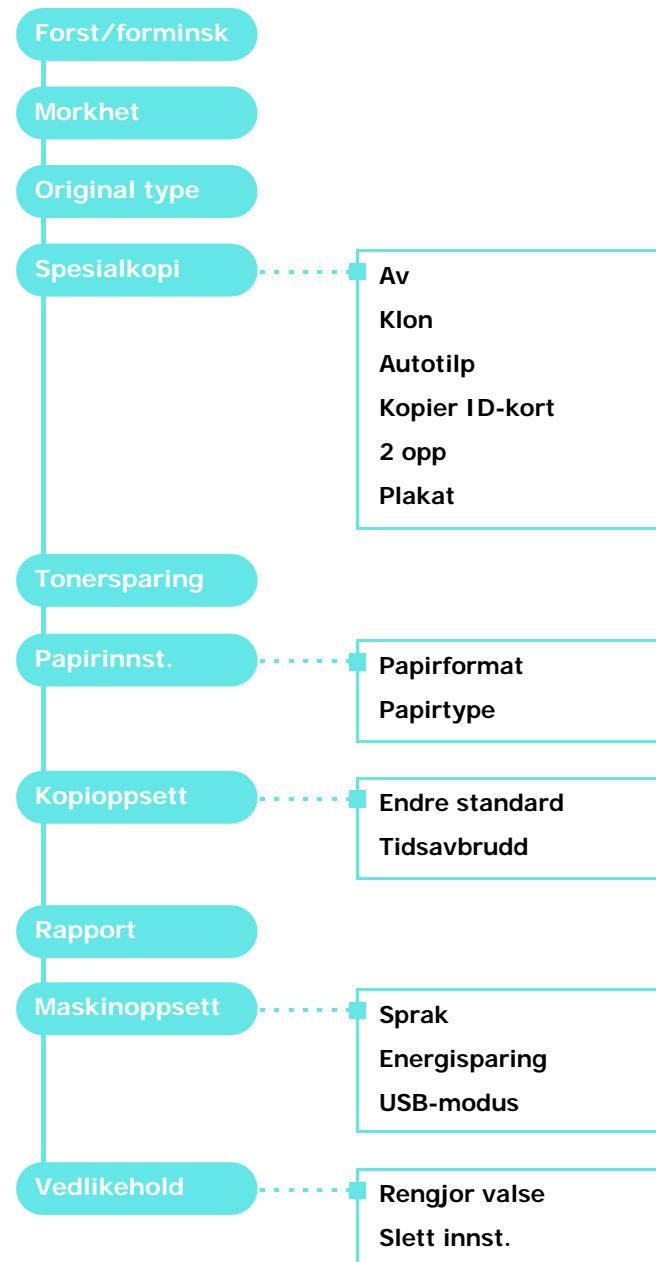 Forst/forminsk
Morkhet
Original type
Spesialkopi
Av
Klon
Autotilp
Kopier ID-kort
2 opp
Plakat
Tonersparing
Papirinnst.
Papirformat
Papirtype
Kopioppsett
Endre standard
Tidsavbrudd
Rapport
Maskinoppsett
Sprak
Energisparing
USB-modus
Vedlikehold
Rengjor valse
Slett innst.